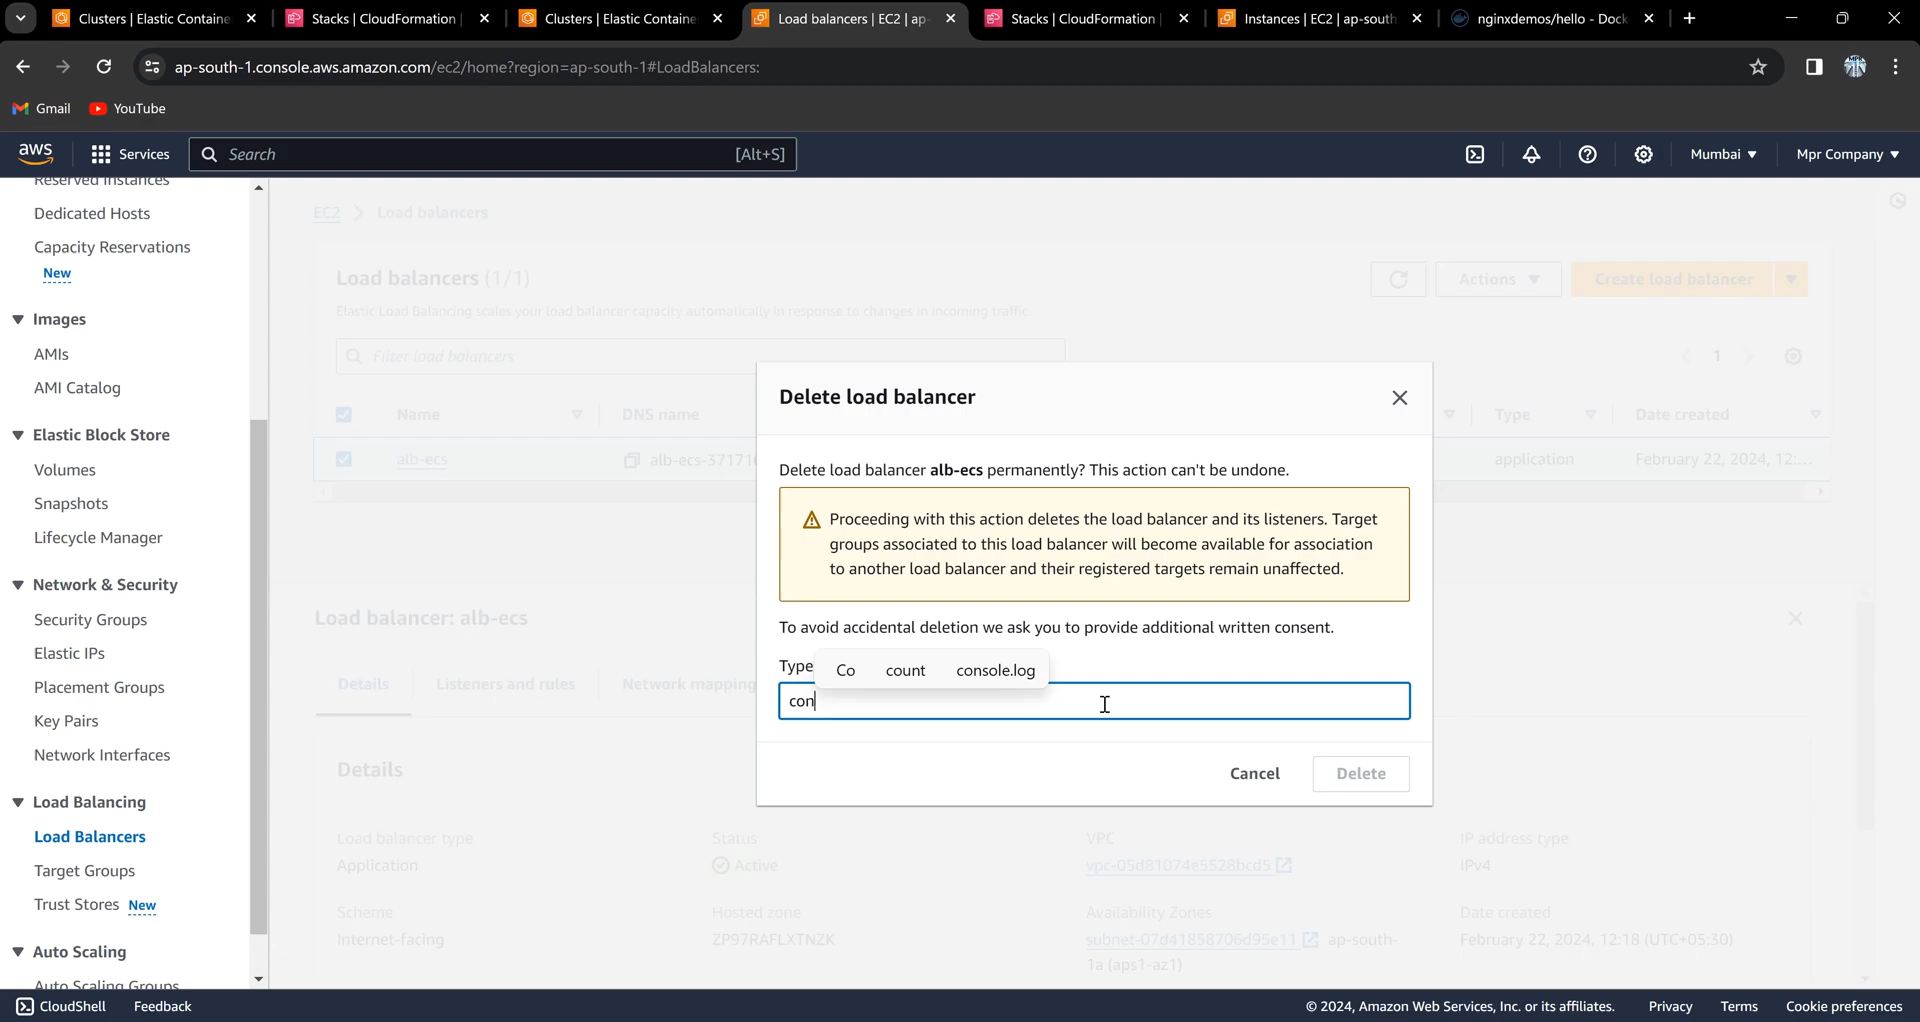 Clusters | Elastic Containe
Stacks | CloudFormation
Clusters | Elastic Containe
Load balancers | EC2 | ap-
Stacks | CloudFormation
Instances | EC2 | ap-south
nginxdemos/hello - Dock
ap-south-1.console.aws.amazon.com/ec2/home?region=ap-south-1#LoadBalancers:
Gmail
YouTube
aws
Services
Search
[Alt+S]
Mumbai
Mpr Company
Reserved Instances
Dedicated Hosts
Capacity Reservations
New
Images
AMIs
AMI Catalog
Elastic Block Store
Volumes
Snapshots
Lifecycle Manager
Network & Security
Security Groups
Elastic IPs
Placement Groups
Key Pairs
Network Interfaces
Load Balancing
Load Balancers
Target Groups
Trust Stores New
Auto Scaling
Auto Scaling Groups
EC2 > Load balancers
Load balancers (1/1)
Actions
Create load balancer
Elastic Load Balancing scales your load balancer capacity automatically in response to changes in incoming traffic.
Filter load balancers
1
Name
DNS name
Type
Date created
alb-ecs
alb-ecs-37171
application
February 22, 2024, 12:...
Delete load balancer
Delete load balancer alb-ecs permanently? This action can't be undone.
Proceeding with this action deletes the load balancer and its listeners. Target
groups associated to this load balancer will become available for association
to another load balancer and their registered targets remain unaffected.
To avoid accidental deletion we ask you to provide additional written consent.
Type
Co count console.log
con
Cancel
Delete
Load balancer: alb-ecs
Details
Listeners and rules
Network mapping
Details
Load balancer type
Application
Status
Active
VPC
vpc-05d81074e5528bcd5
IP address type
IPv4
Scheme
Internet-facing
Hosted zone
ZP97RAFLXTNZK
Availability Zones
subnet-07d41858706d95e11 ap-south-
1a (aps1-az1)
Date created
February 22, 2024, 12:18 (UTC+05:30)
CloudShell
Feedback
© 2024, Amazon Web Services, Inc. or its affiliates.
Privacy
Terms
Cookie preferences